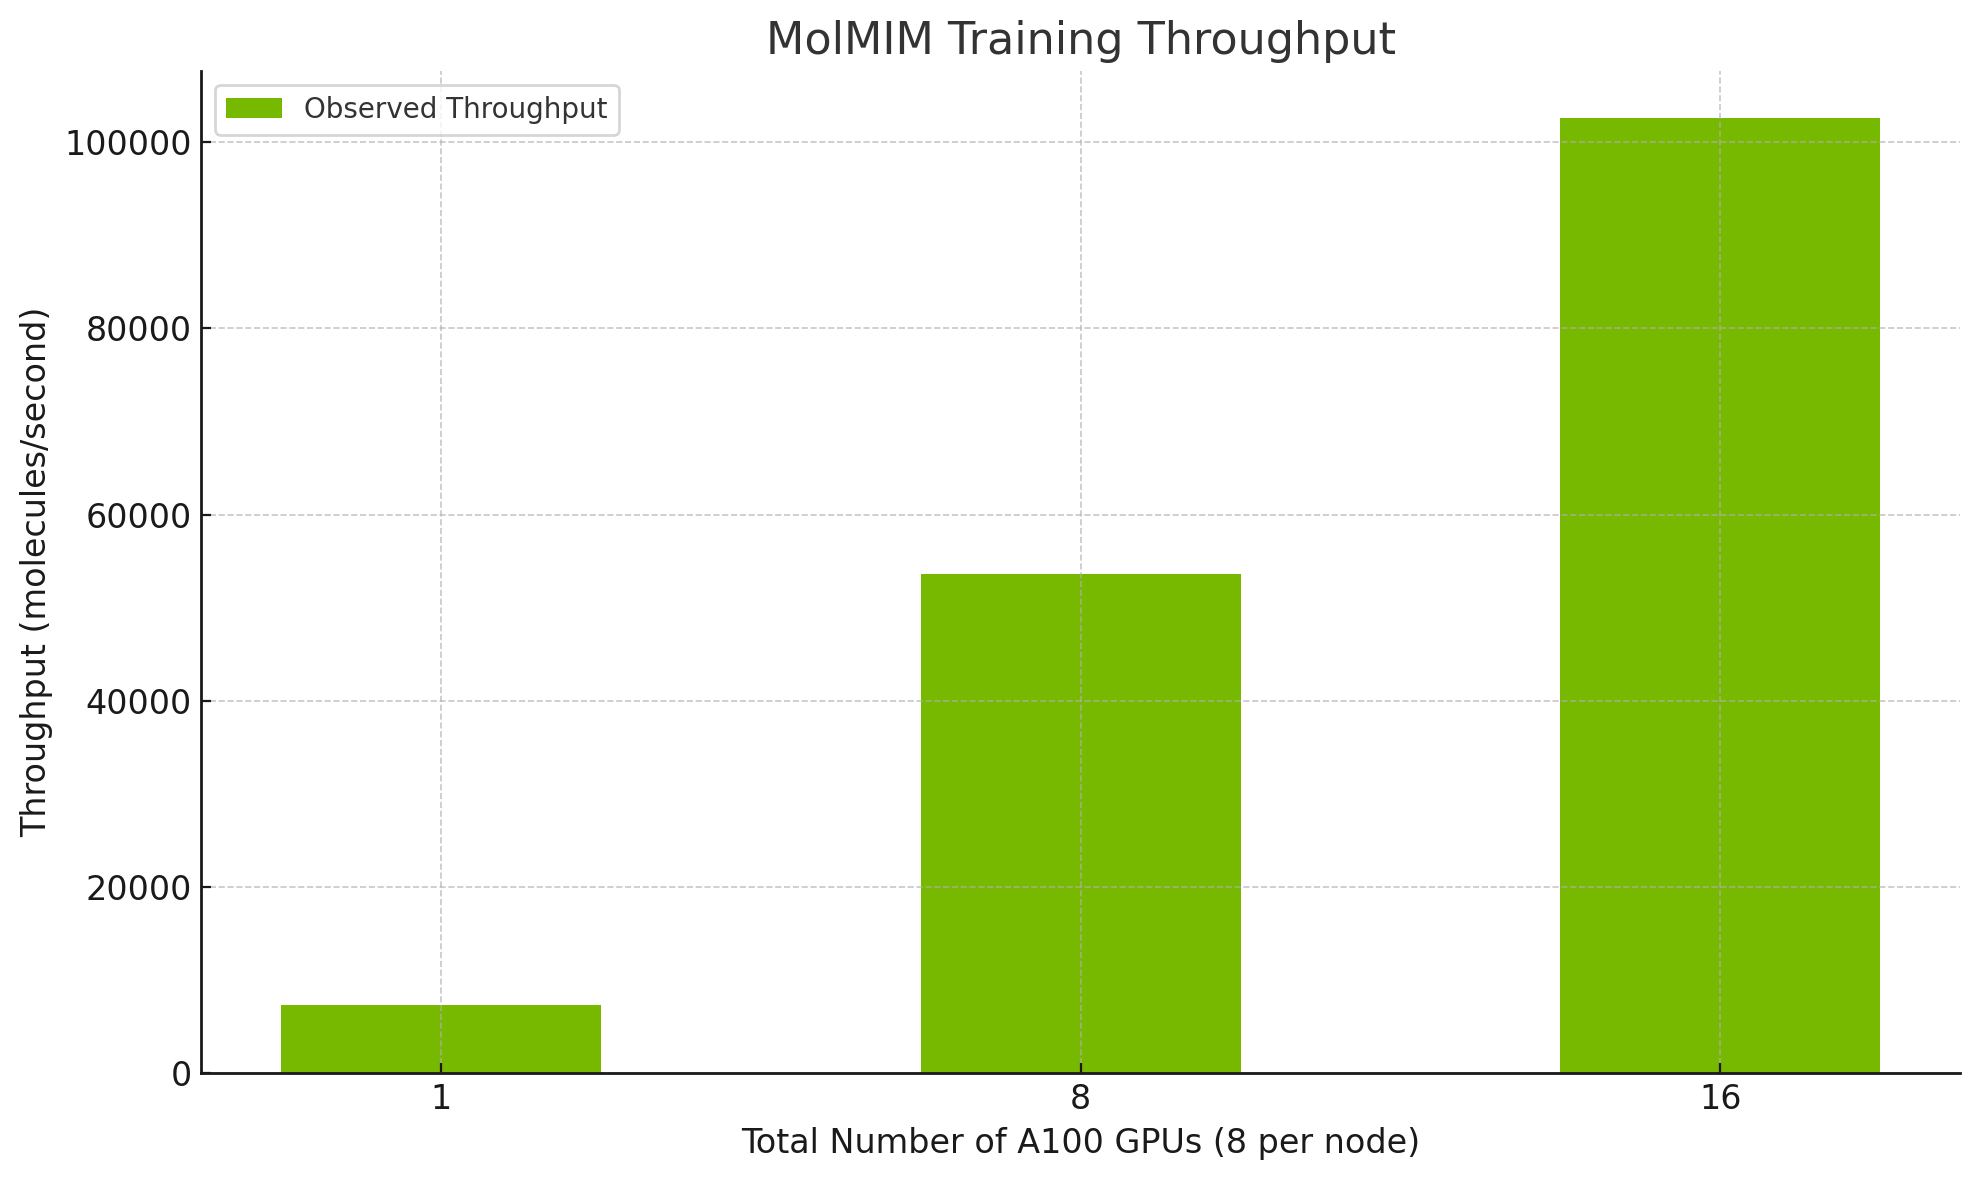 MolMIM Training Throughput
Observed Throughput
100000
80000
60000
40000
20000
0
Throughput (molecules/second)
1 8 16
Total Number of A100 GPUs (8 per node)